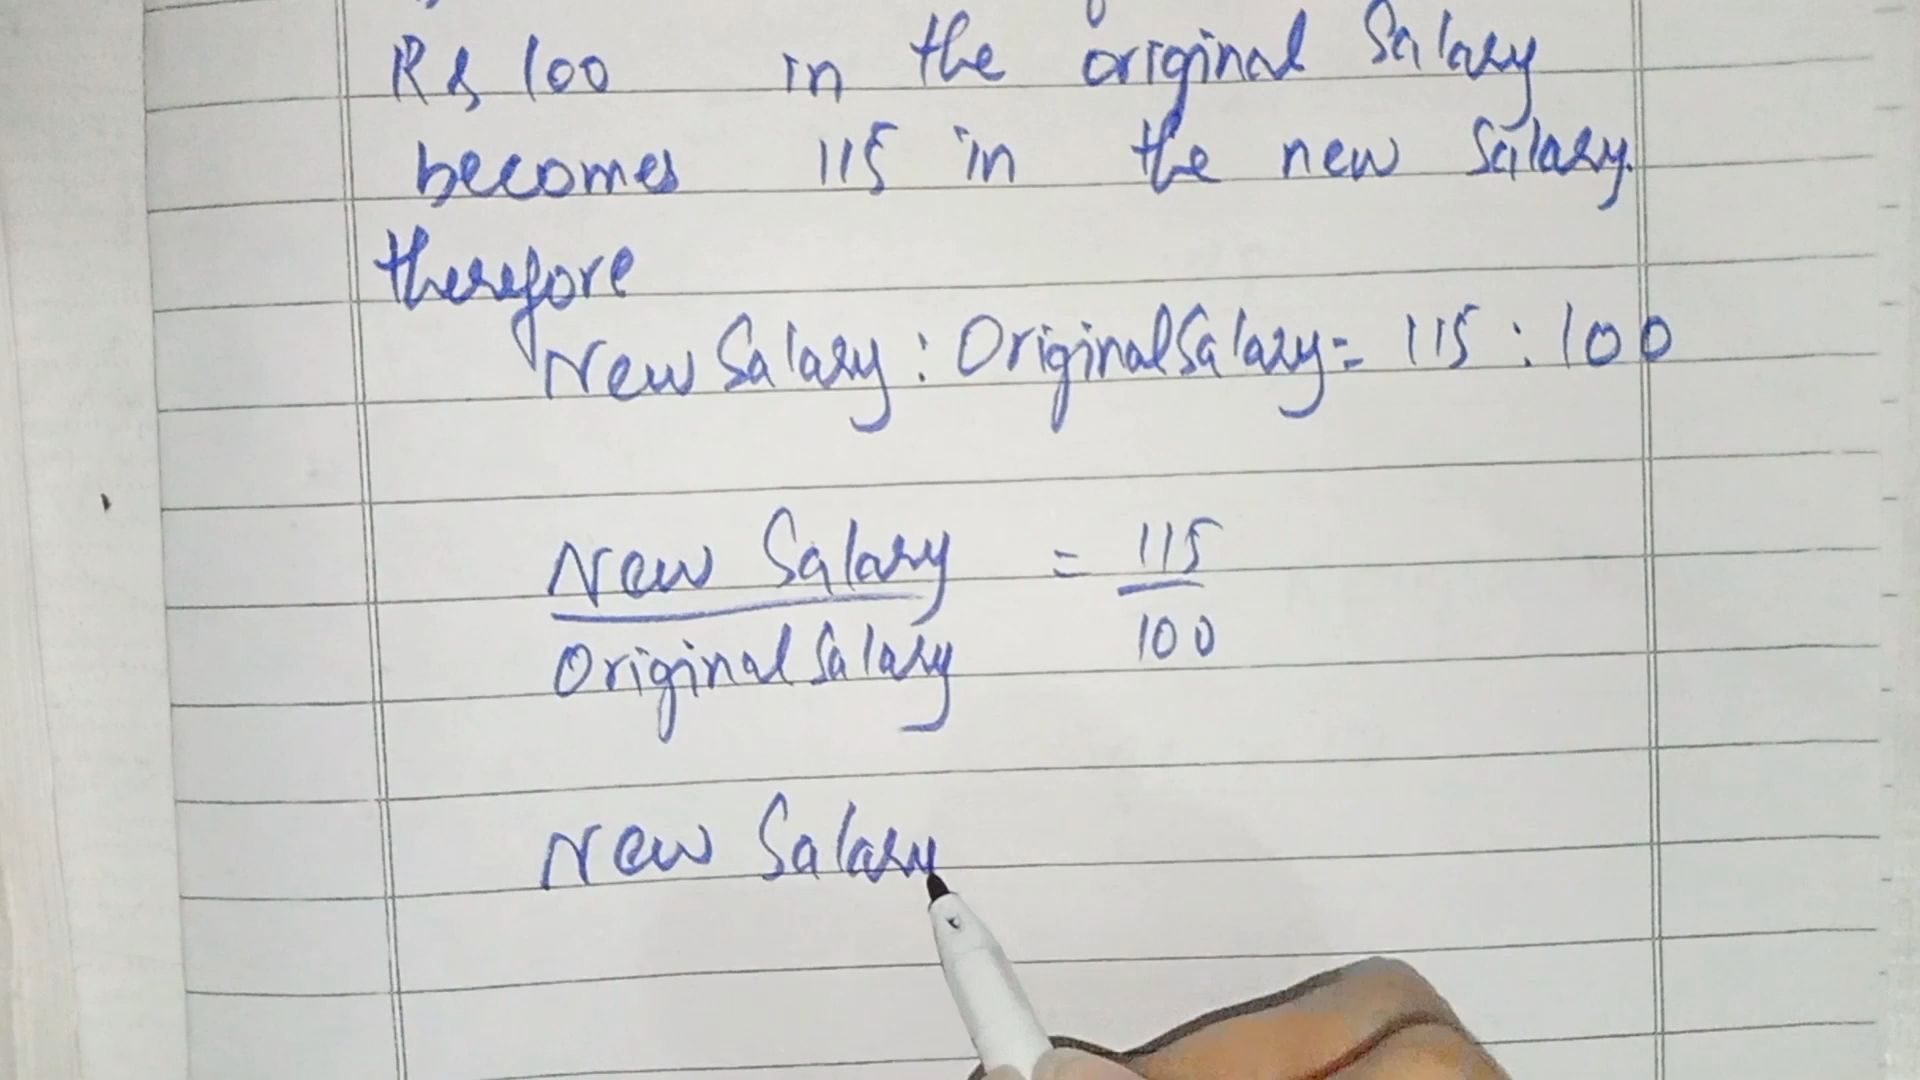 Rs 100 in the original Salary
becomes 115 in the new Salary.
therefore
New Salary : Original Salary = 115 : 100
New Salary = 115
Original Salary 100
New Salary